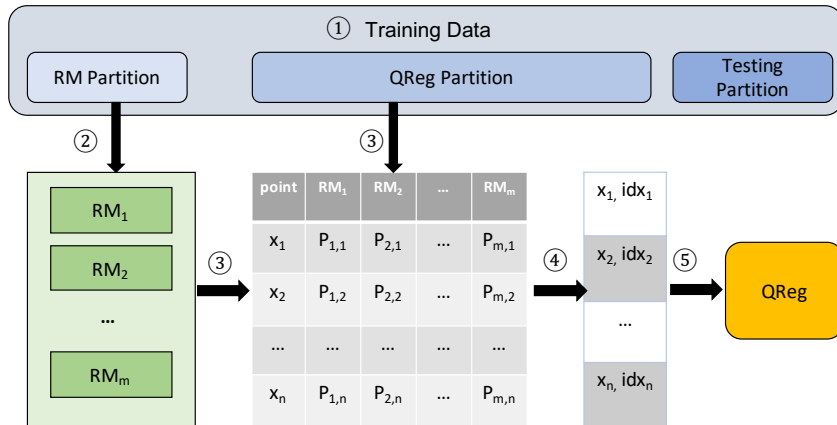 ① Training Data
RM Partition
QReg Partition
Testing
Partition
②
③
RM₁
RM₂
...
RMₘ
③
point RM₁ RM₂ ... RMₘ
x₁ P₁,₁ P₂,₁ ... Pₘ,₁
x₂ P₁,₂ P₂,₂ ... Pₘ,₂
... ... ... ... ...
xₙ P₁,ₙ P₂,ₙ ... Pₘ,ₙ
④
x₁, idx₁
x₂, idx₂
...
xₙ, idxₙ
⑤
QReg